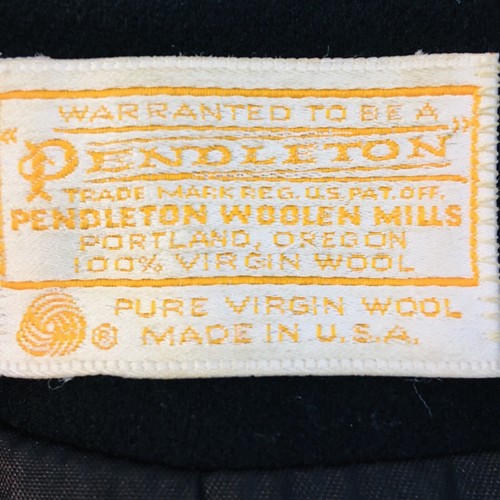 WARRANTED TO BE A
"PENDLETON"
TRADE MARK REG. U.S. PAT. OFF.
PENDLETON WOOLEN MILLS
PORTLAND, OREGON
100% VIRGIN WOOL
® PURE VIRGIN WOOL
MADE IN U.S.A.